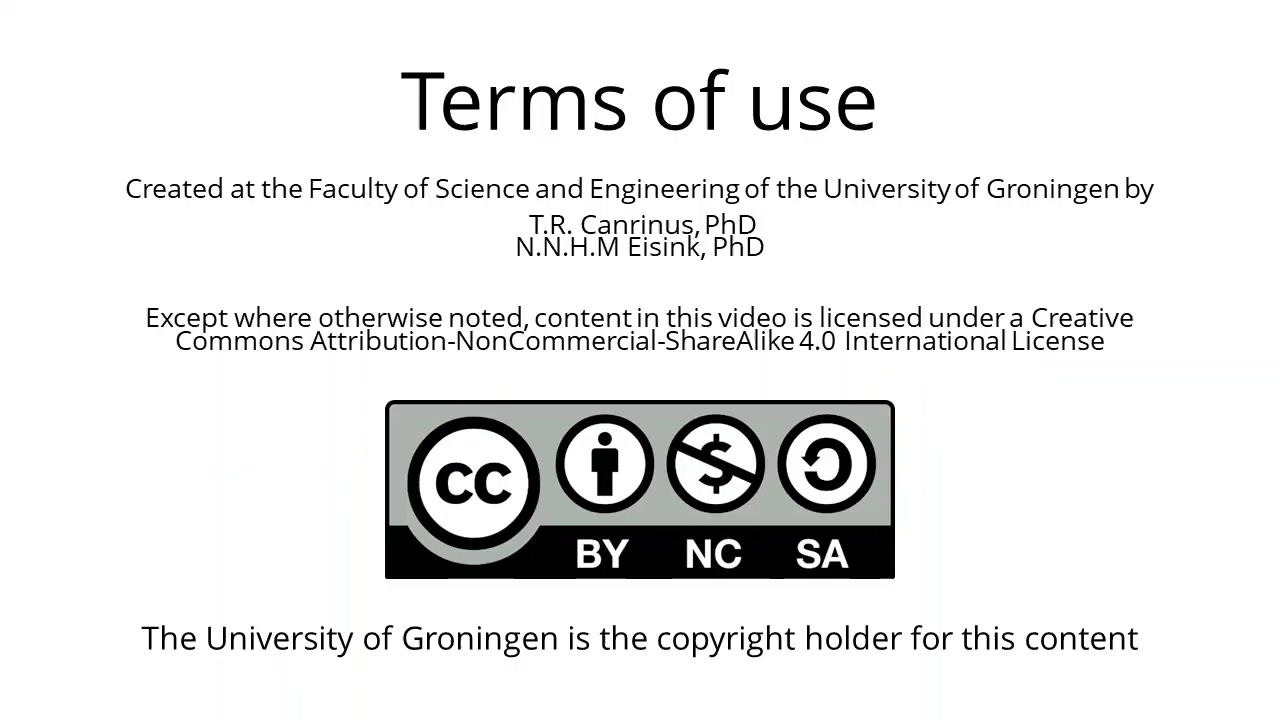 Terms of use
Created at the Faculty of Science and Engineering of the University of Groningen by
T.R. Canrinus, PhD
N.N.H.M Eisink, PhD
Except where otherwise noted, content in this video is licensed under a Creative
Commons Attribution-NonCommercial-ShareAlike 4.0 International License
cc
BY NC SA
The University of Groningen is the copyright holder for this content